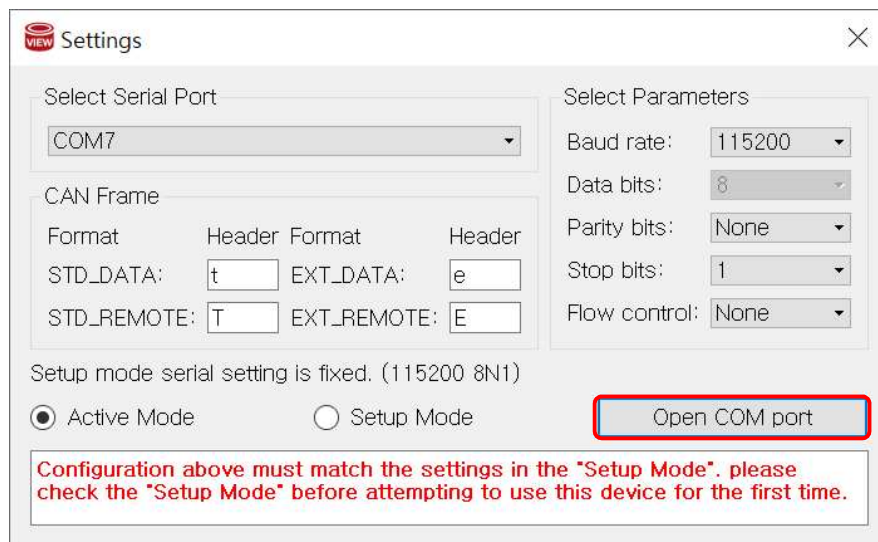 VIEW Settings
Select Serial Port
COM7
CAN Frame
Format Header Format Header
STD_DATA: t EXT_DATA: e
STD_REMOTE: T EXT_REMOTE: E
Select Parameters
Baud rate: 115200
Data bits: 8
Parity bits: None
Stop bits: 1
Flow control: None
Setup mode serial setting is fixed. (115200 8N1)
Active Mode Setup Mode Open COM port
Configuration above must match the settings in the "Setup Mode". please
check the "Setup Mode" before attempting to use this device for the first time.